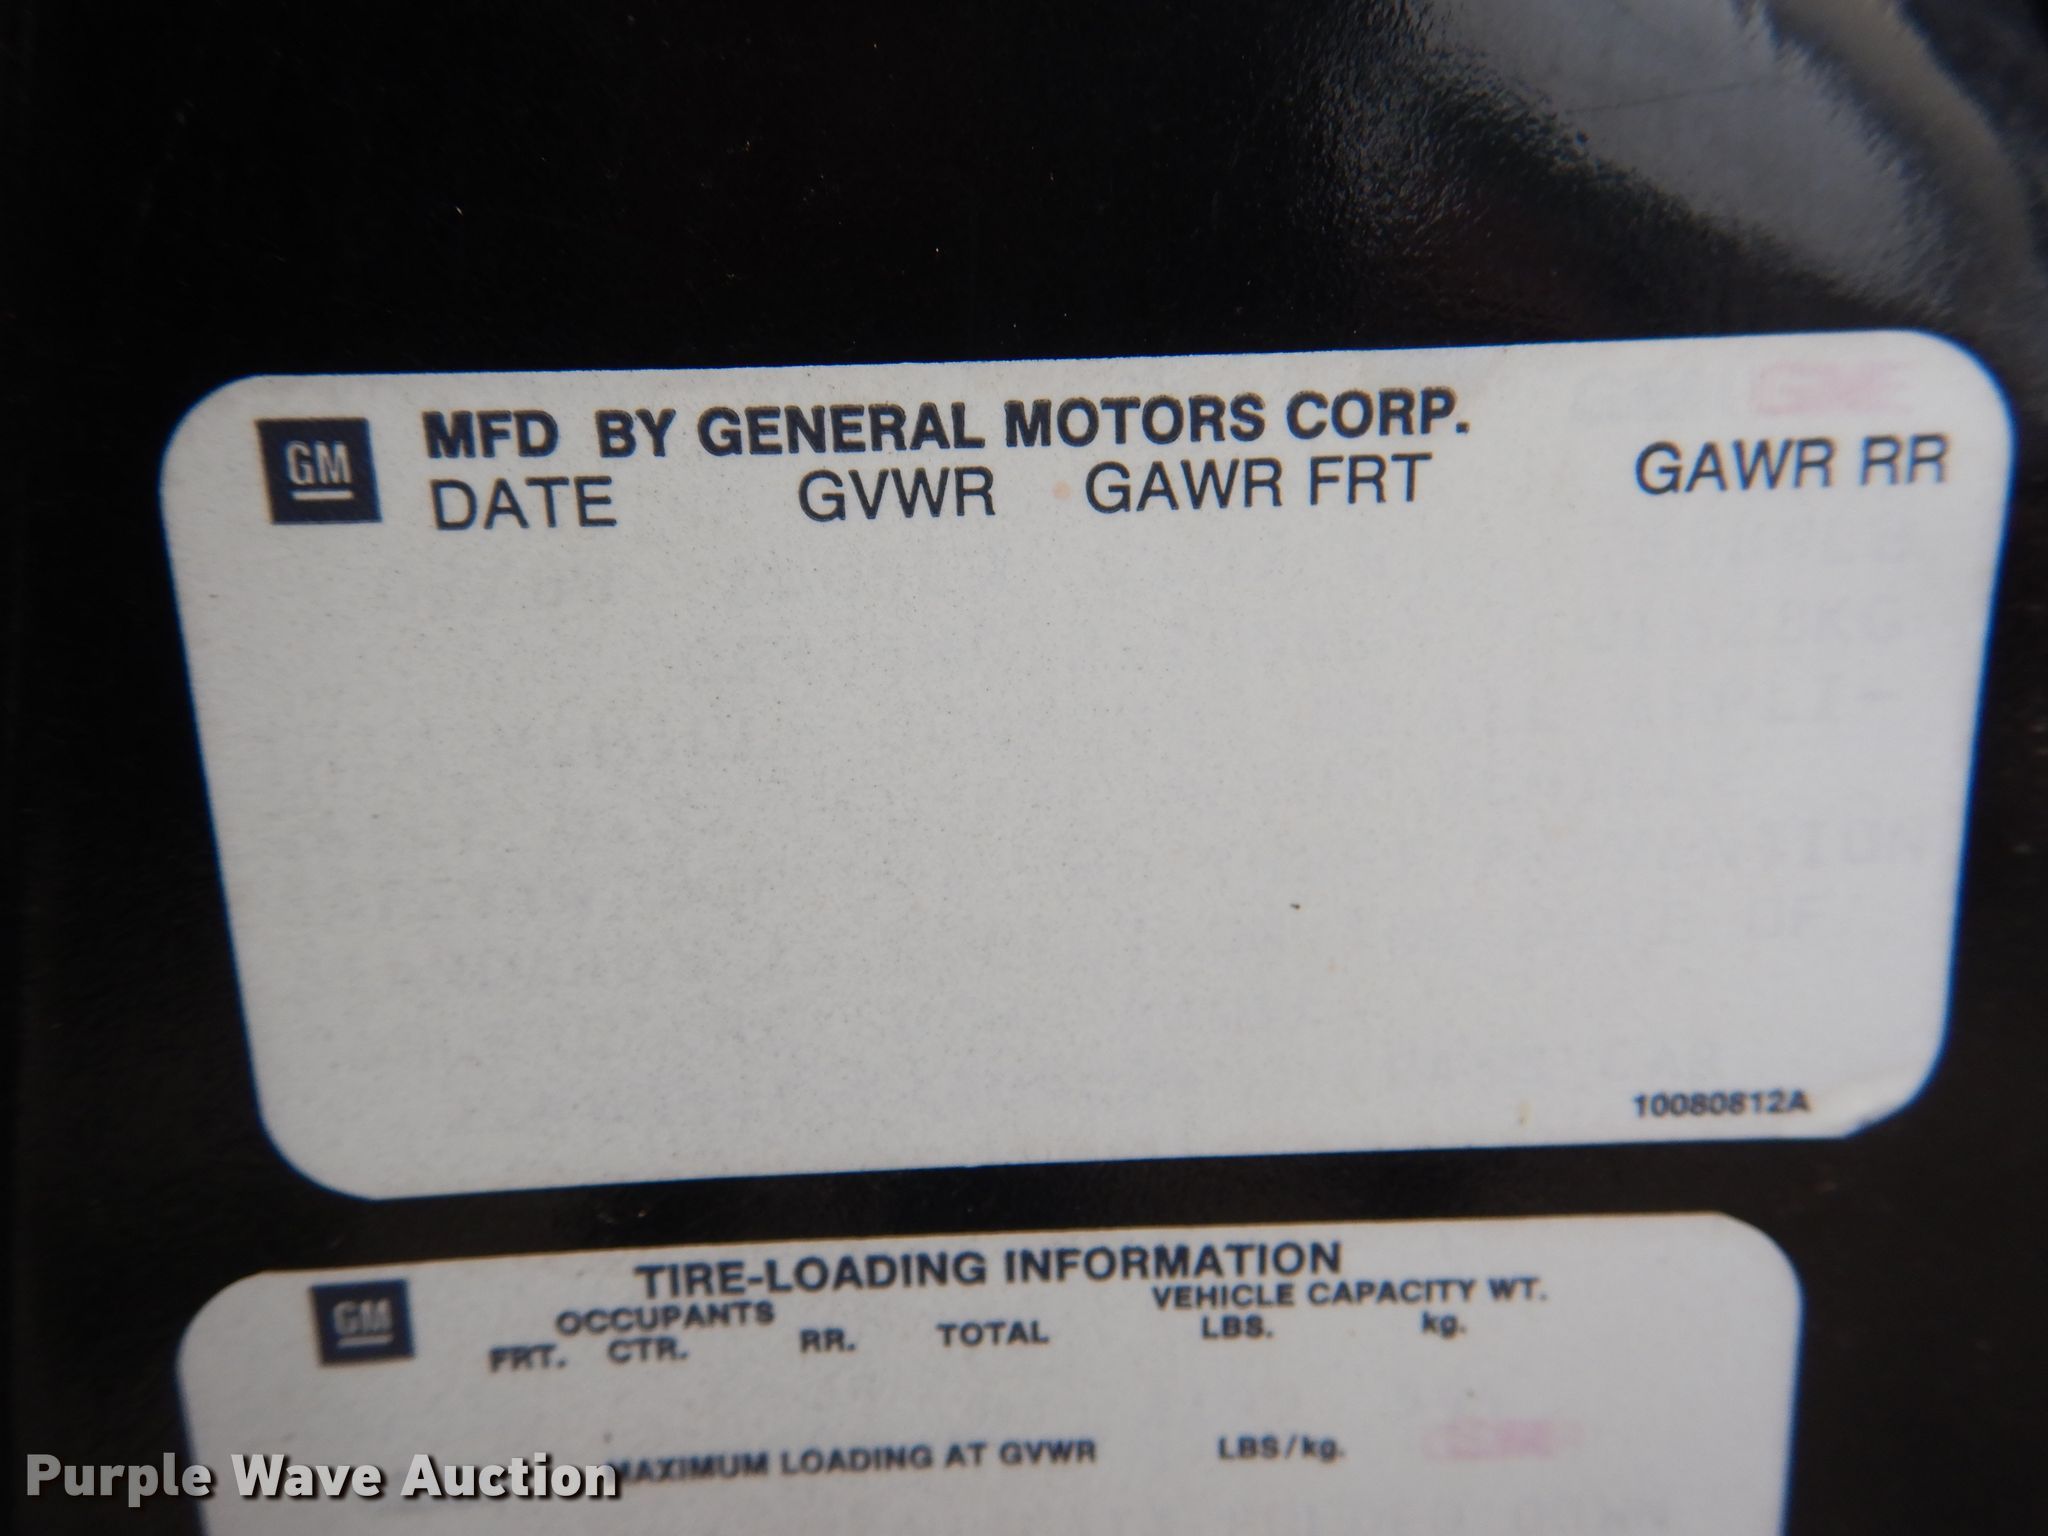 GM
MFD BY GENERAL MOTORS CORP.
DATE GVWR GAWR FRT GAWR RR
10080812A
GM
TIRE-LOADING INFORMATION
OCCUPANTS VEHICLE CAPACITY WT.
FRT. CTR. RR. TOTAL LBS. kg.
MAXIMUM LOADING AT GVWR LBS/kg.
Purple Wave Auction